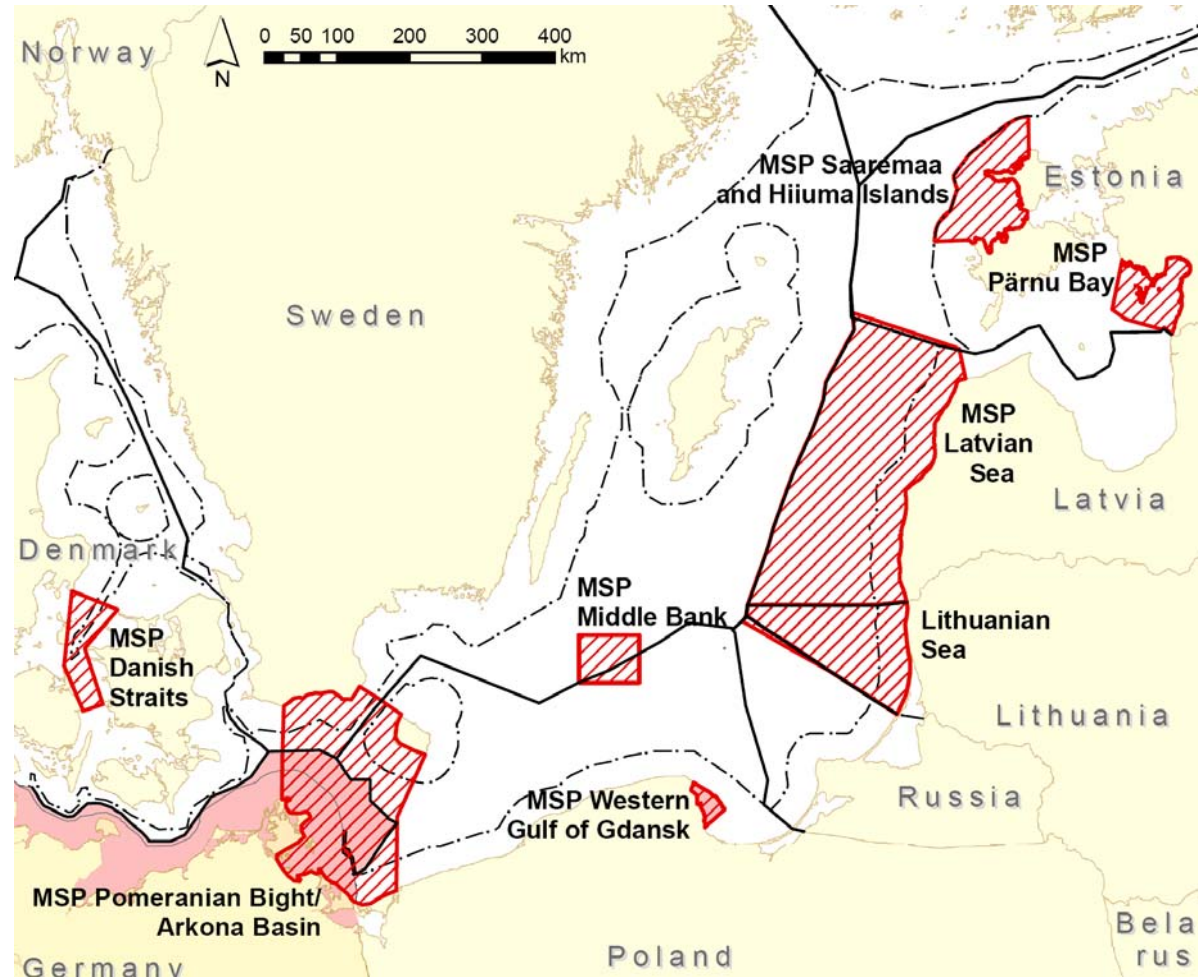 Norway
0 50 100 200 300 400
km
N
MSP Saaremaa
and Hiiuma Islands
Estonia
MSP
Pärnu Bay
Sweden
MSP
Latvian
Sea
Latvia
Denmark
MSP
Danish
Straits
MSP
Middle Bank
Lithuanian
Sea
Lithuania
MSP Western
Gulf of Gdansk
Russia
MSP Pomeranian Bight/
Arkona Basin
Germany
Poland
Bela
rus